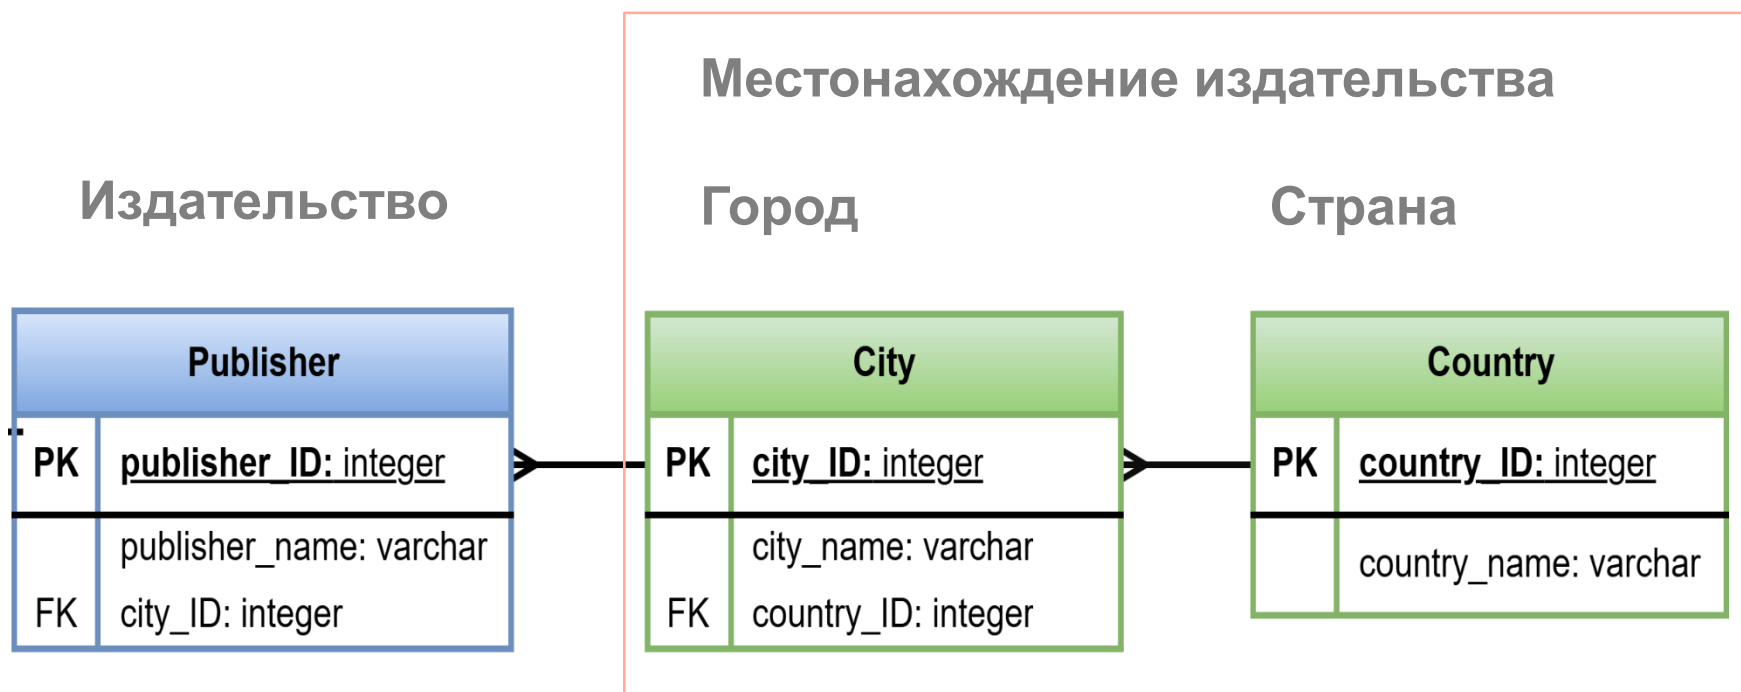 Местонахождение издательства
Издательство
Город
Страна
Publisher
PK publisher_ID: integer
publisher_name: varchar
FK city_ID: integer
City
PK city_ID: integer
city_name: varchar
FK country_ID: integer
Country
PK country_ID: integer
country_name: varchar